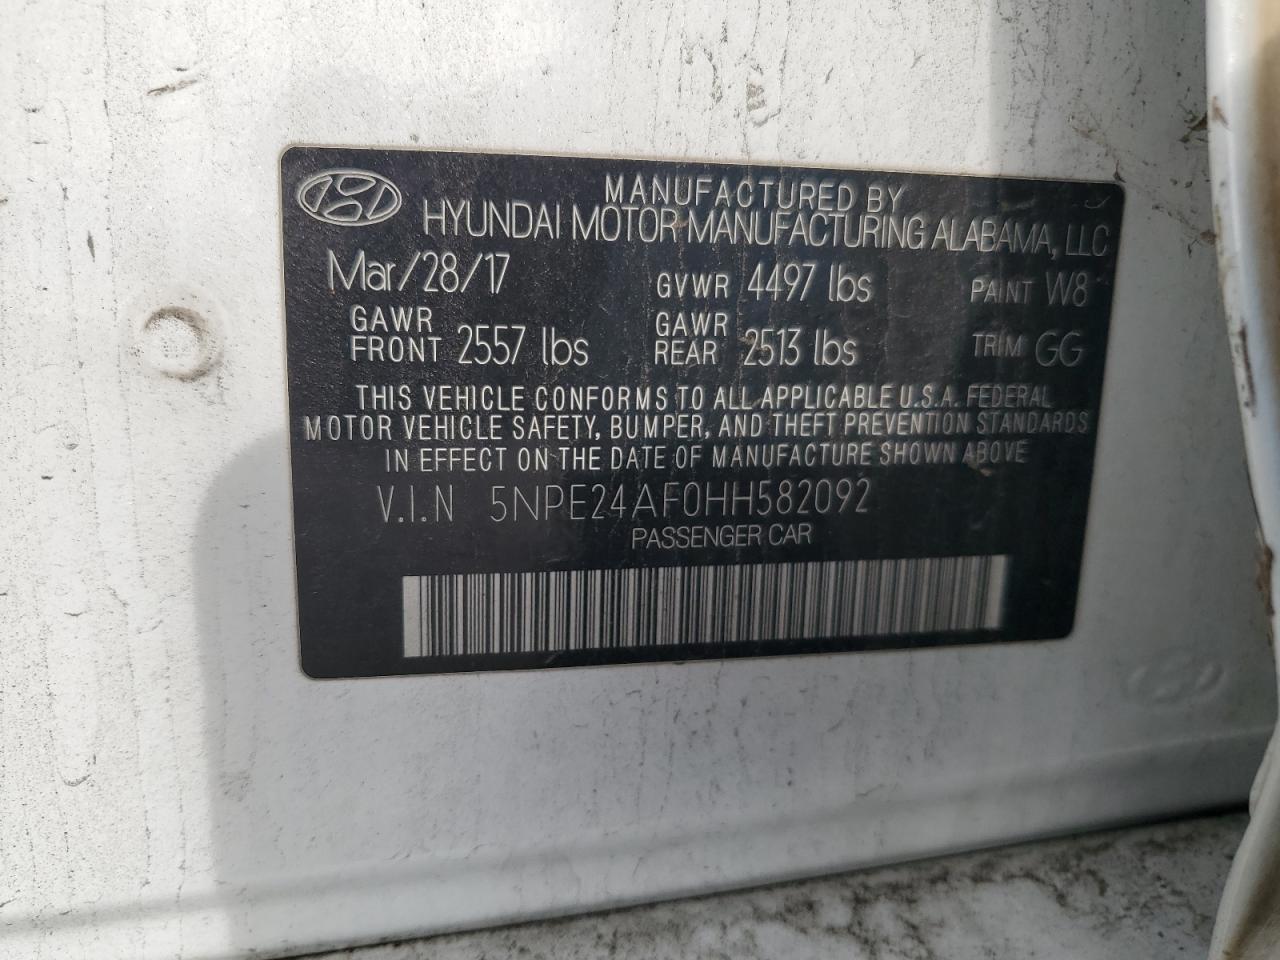 MANUFACTURED BY
HYUNDAI MOTOR MANUFACTURING ALABAMA, LLC
Mar/28/17 GVWR 4497 lbs PAINT W8
GAWR FRONT 2557 lbs GAWR REAR 2513 lbs TRIM GG
THIS VEHICLE CONFORMS TO ALL APPLICABLE U.S.A. FEDERAL
MOTOR VEHICLE SAFETY, BUMPER, AND THEFT PREVENTION STANDARDS
IN EFFECT ON THE DATE OF MANUFACTURE SHOWN ABOVE
V.I.N 5NPE24AF0HH582092
PASSENGER CAR